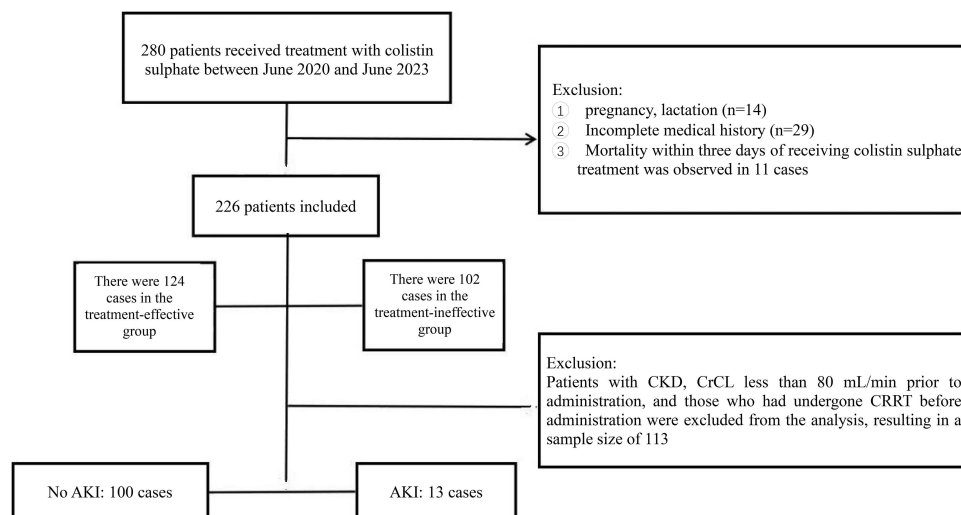 280 patients received treatment with colistin
sulphate between June 2020 and June 2023
Exclusion:
① pregnancy, lactation (n=14)
② Incomplete medical history (n=29)
③ Mortality within three days of receiving colistin sulphate
treatment was observed in 11 cases
226 patients included
There were 124
cases in the
treatment-effective
group
There were 102
cases in the
treatment-ineffective
group
Exclusion:
Patients with CKD, CrCL less than 80 mL/min prior to
administration, and those who had undergone CRRT before
administration were excluded from the analysis, resulting in a
sample size of 113
No AKI: 100 cases
AKI: 13 cases